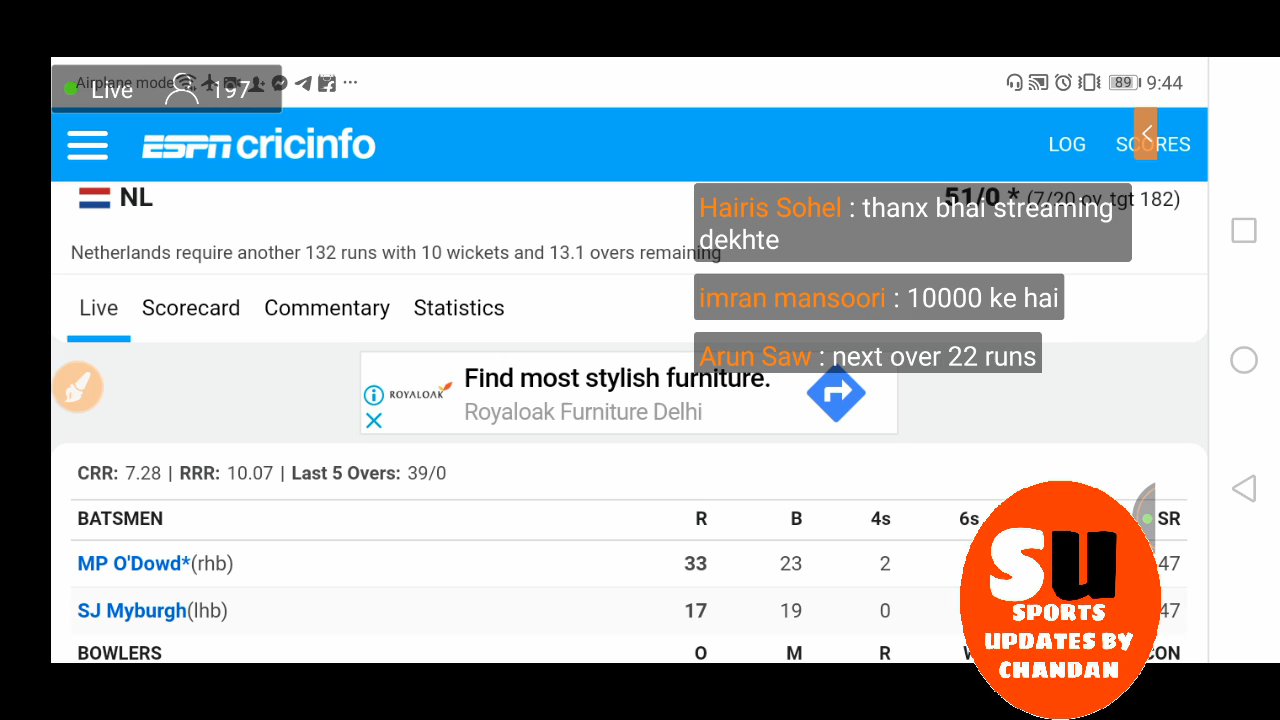 Airplane mode
Live 197
89 9:44
ESPN cricinfo
LOG SCORES
NL
51/0 * (7/20 ov, tgt 182)
Hairis Sohel : thanx bhai streaming
dekhte
Netherlands require another 132 runs with 10 wickets and 13.1 overs remaining
imran mansoori : 10000 ke hai
Live Scorecard Commentary Statistics
Arun Saw : next over 22 runs
ROYALOAK
Find most stylish furniture.
Royaloak Furniture Delhi
CRR: 7.28 | RRR: 10.07 | Last 5 Overs: 39/0
BATSMEN R B 4s 6s SR
MP O'Dowd*(rhb) 33 23 2 47
SJ Myburgh(lhb) 17 19 0 47
BOWLERS O M R
SU
SPORTS
UPDATES BY
CHANDAN